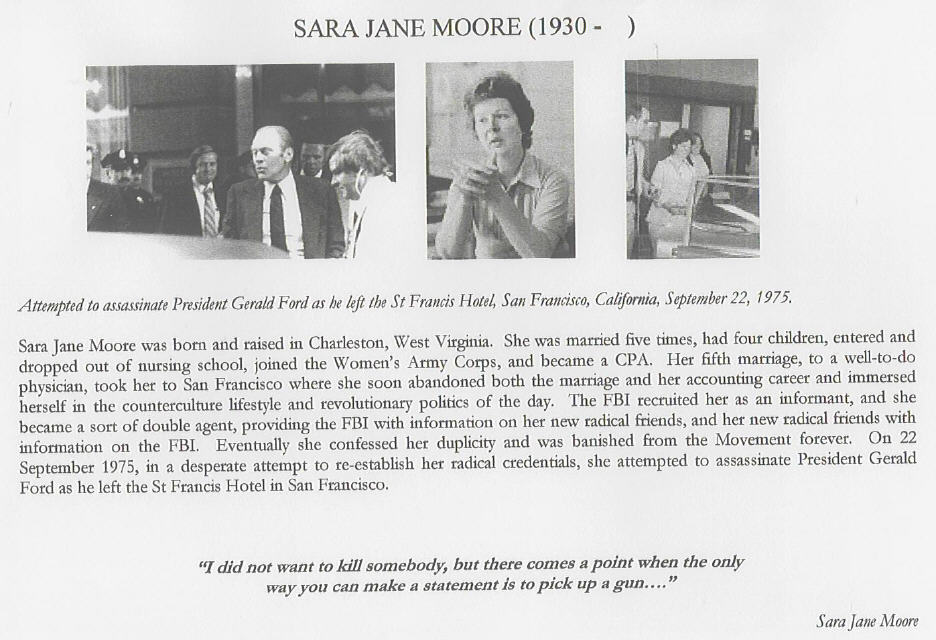 SARA JANE MOORE (1930 - )
Attempted to assassinate President Gerald Ford as he left the St Francis Hotel, San Francisco, California, September 22, 1975.
Sara Jane Moore was born and raised in Charleston, West Virginia. She was married five times, had four children, entered and
dropped out of nursing school, joined the Women's Army Corps, and became a CPA. Her fifth marriage, to a well-to-do
physician, took her to San Francisco where she soon abandoned both the marriage and her accounting career and immersed
herself in the counterculture lifestyle and revolutionary politics of the day. The FBI recruited her as an informant, and she
became a sort of double agent, providing the FBI with information on her new radical friends, and her new radical friends with
information on the FBI. Eventually she confessed her duplicity and was banished from the Movement forever. On 22
September 1975, in a desperate attempt to re-establish her radical credentials, she attempted to assassinate President Gerald
Ford as he left the St Francis Hotel in San Francisco.
"I did not want to kill somebody, but there comes a point when the only
way you can make a statement is to pick up a gun…."
Sara Jane Moore